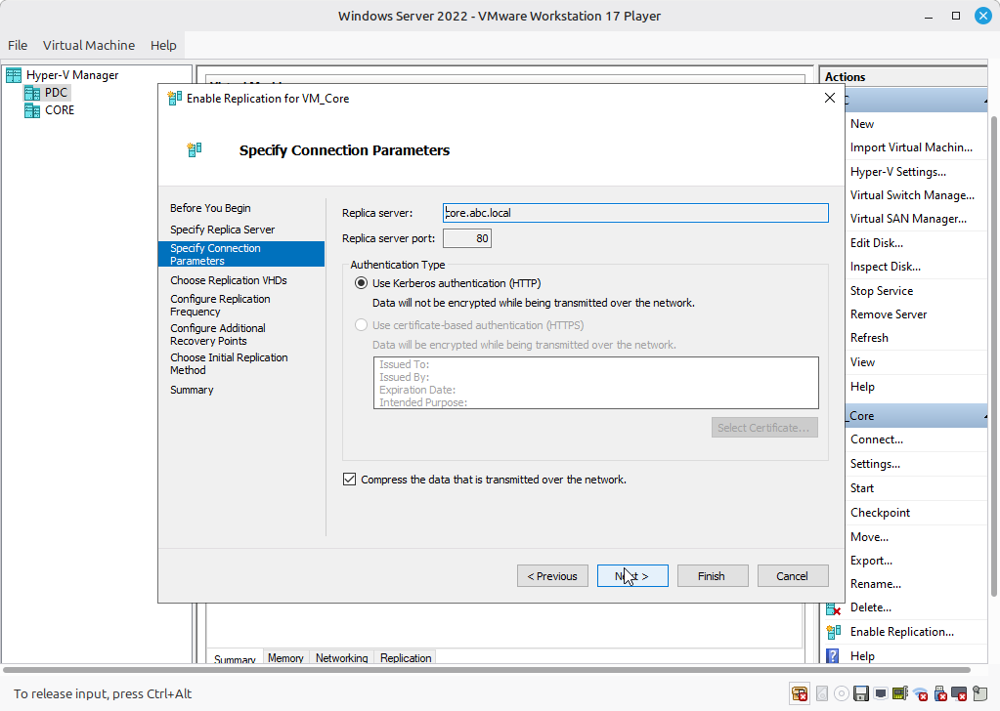 Windows Server 2022 - VMware Workstation 17 Player
File Virtual Machine Help
Hyper-V Manager
PDC
CORE
Enable Replication for VM_Core
Specify Connection Parameters
Before You Begin
Specify Replica Server
Specify Connection
Parameters
Choose Replication VHDs
Configure Replication
Frequency
Configure Additional
Recovery Points
Choose Initial Replication
Method
Summary
Replica server: core.abc.local
Replica server port: 80
Authentication Type
Use Kerberos authentication (HTTP)
Data will not be encrypted while being transmitted over the network.
Use certificate-based authentication (HTTPS)
Data will be encrypted while being transmitted over the network.
Issued To:
Issued By:
Expiration Date:
Intended Purpose:
Select Certificate...
Compress the data that is transmitted over the network.
< Previous
Next >
Finish
Cancel
Summary Memory Networking Replication
Actions
New
Import Virtual Machin...
Hyper-V Settings...
Virtual Switch Manage...
Virtual SAN Manager...
Edit Disk...
Inspect Disk...
Stop Service
Remove Server
Refresh
View
Help
_Core
Connect...
Settings...
Start
Checkpoint
Move...
Export...
Rename...
Delete...
Enable Replication...
Help
To release input, press Ctrl+Alt